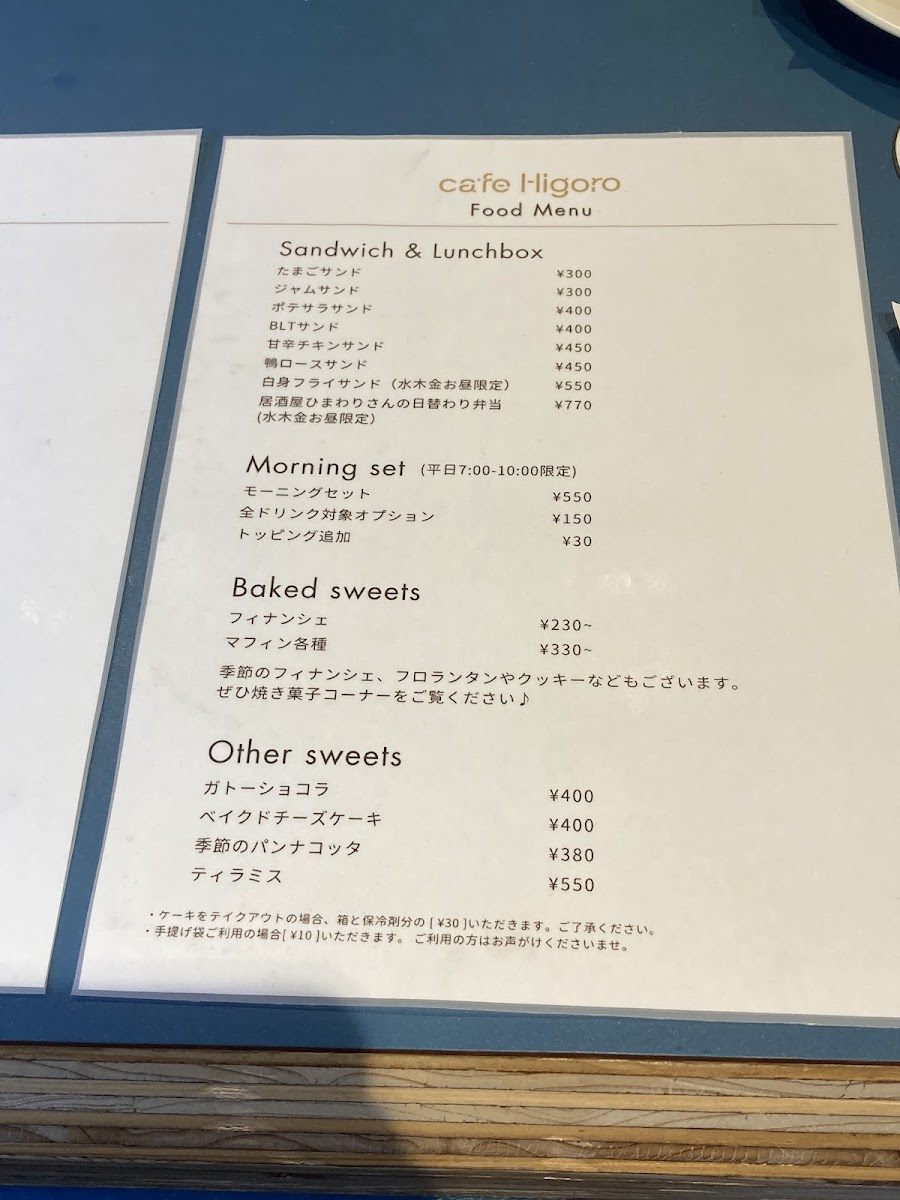 cafe Higoro
Food Menu
Sandwich & Lunchbox
たまごサンド ¥300
ジャムサンド ¥300
ポテサラサンド ¥400
BLTサンド ¥400
甘辛チキンサンド ¥450
鴨ロースサンド ¥450
白身フライサンド（水木金お昼限定） ¥550
居酒屋ひまわりさんの日替わり弁当 ¥770
(水木金お昼限定）
Morning set (平日7:00-10:00限定)
モーニングセット ¥550
全ドリンク対象オプション ¥150
トッピング追加 ¥30
Baked sweets
フィナンシェ ¥230~
マフィン各種 ¥330~
季節のフィナンシェ、フロランタンやクッキーなどもございます。
ぜひ焼き菓子コーナーをご覧ください♪
Other sweets
ガトーショコラ ¥400
ベイクドチーズケーキ ¥400
季節のパンナコッタ ¥380
ティラミス ¥550
・ケーキをテイクアウトの場合、箱と保冷剤分の [ ¥30 ]いただきます。ご了承ください。
・手提げ袋ご利用の場合[ ¥10 ]いただきます。 ご利用の方はお声がけくださいませ。